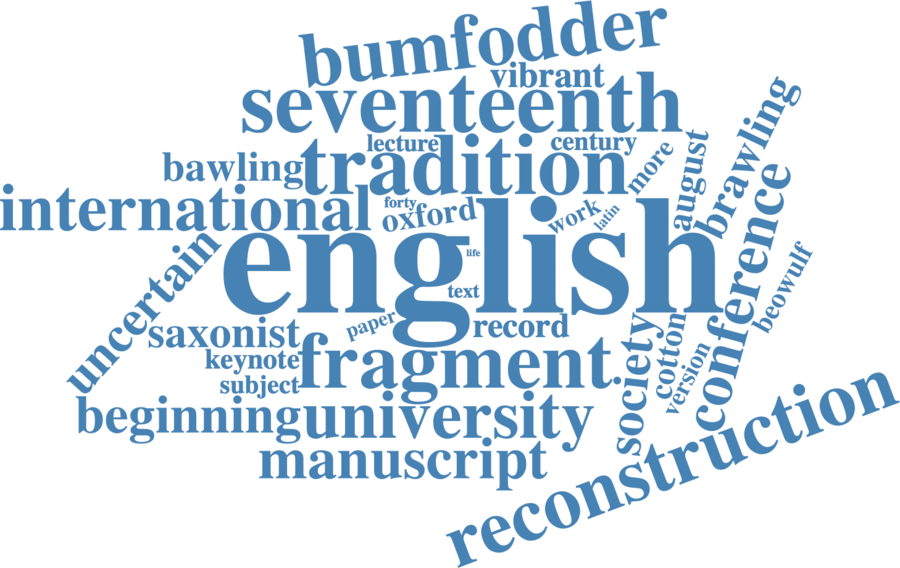 bumfodder
vibrant
seventeenth
lecture
century
tradition
bawling
more
august
brawling
international
forty
oxford
work
latin
english
life
text
uncertain
conference
beowulf
saxonist
paper
record
keynote
fragment
subject
society
cotton
version
beginning
university
manuscript
reconstruction